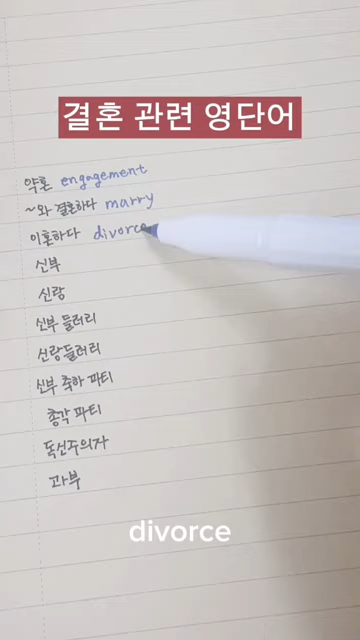 결혼 관련 영단어
약혼 engagement
~와 결혼하다 marry
이혼하다 divorce
신부
신랑
신부 들러리
신랑들러리
신부 축하 파티
총각 파티
독신주의자
과부
divorce